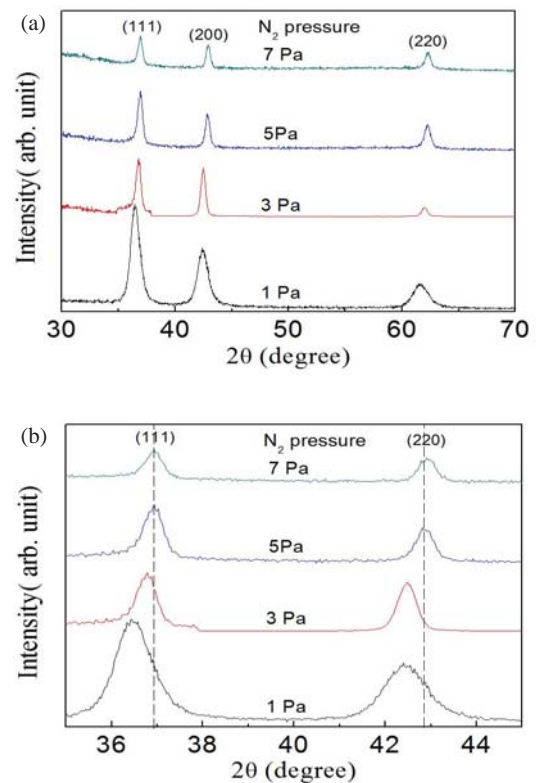 (a)
(111) (200) N₂ pressure (220)
7 Pa
5Pa
3 Pa
1 Pa
Intensity( arb. unit)
30 40 50 60 70
2θ (degree)
(b)
(111) N₂ pressure (220)
7 Pa
5Pa
3 Pa
1 Pa
Intensity( arb. unit)
36 38 40 42 44
2θ (degree)